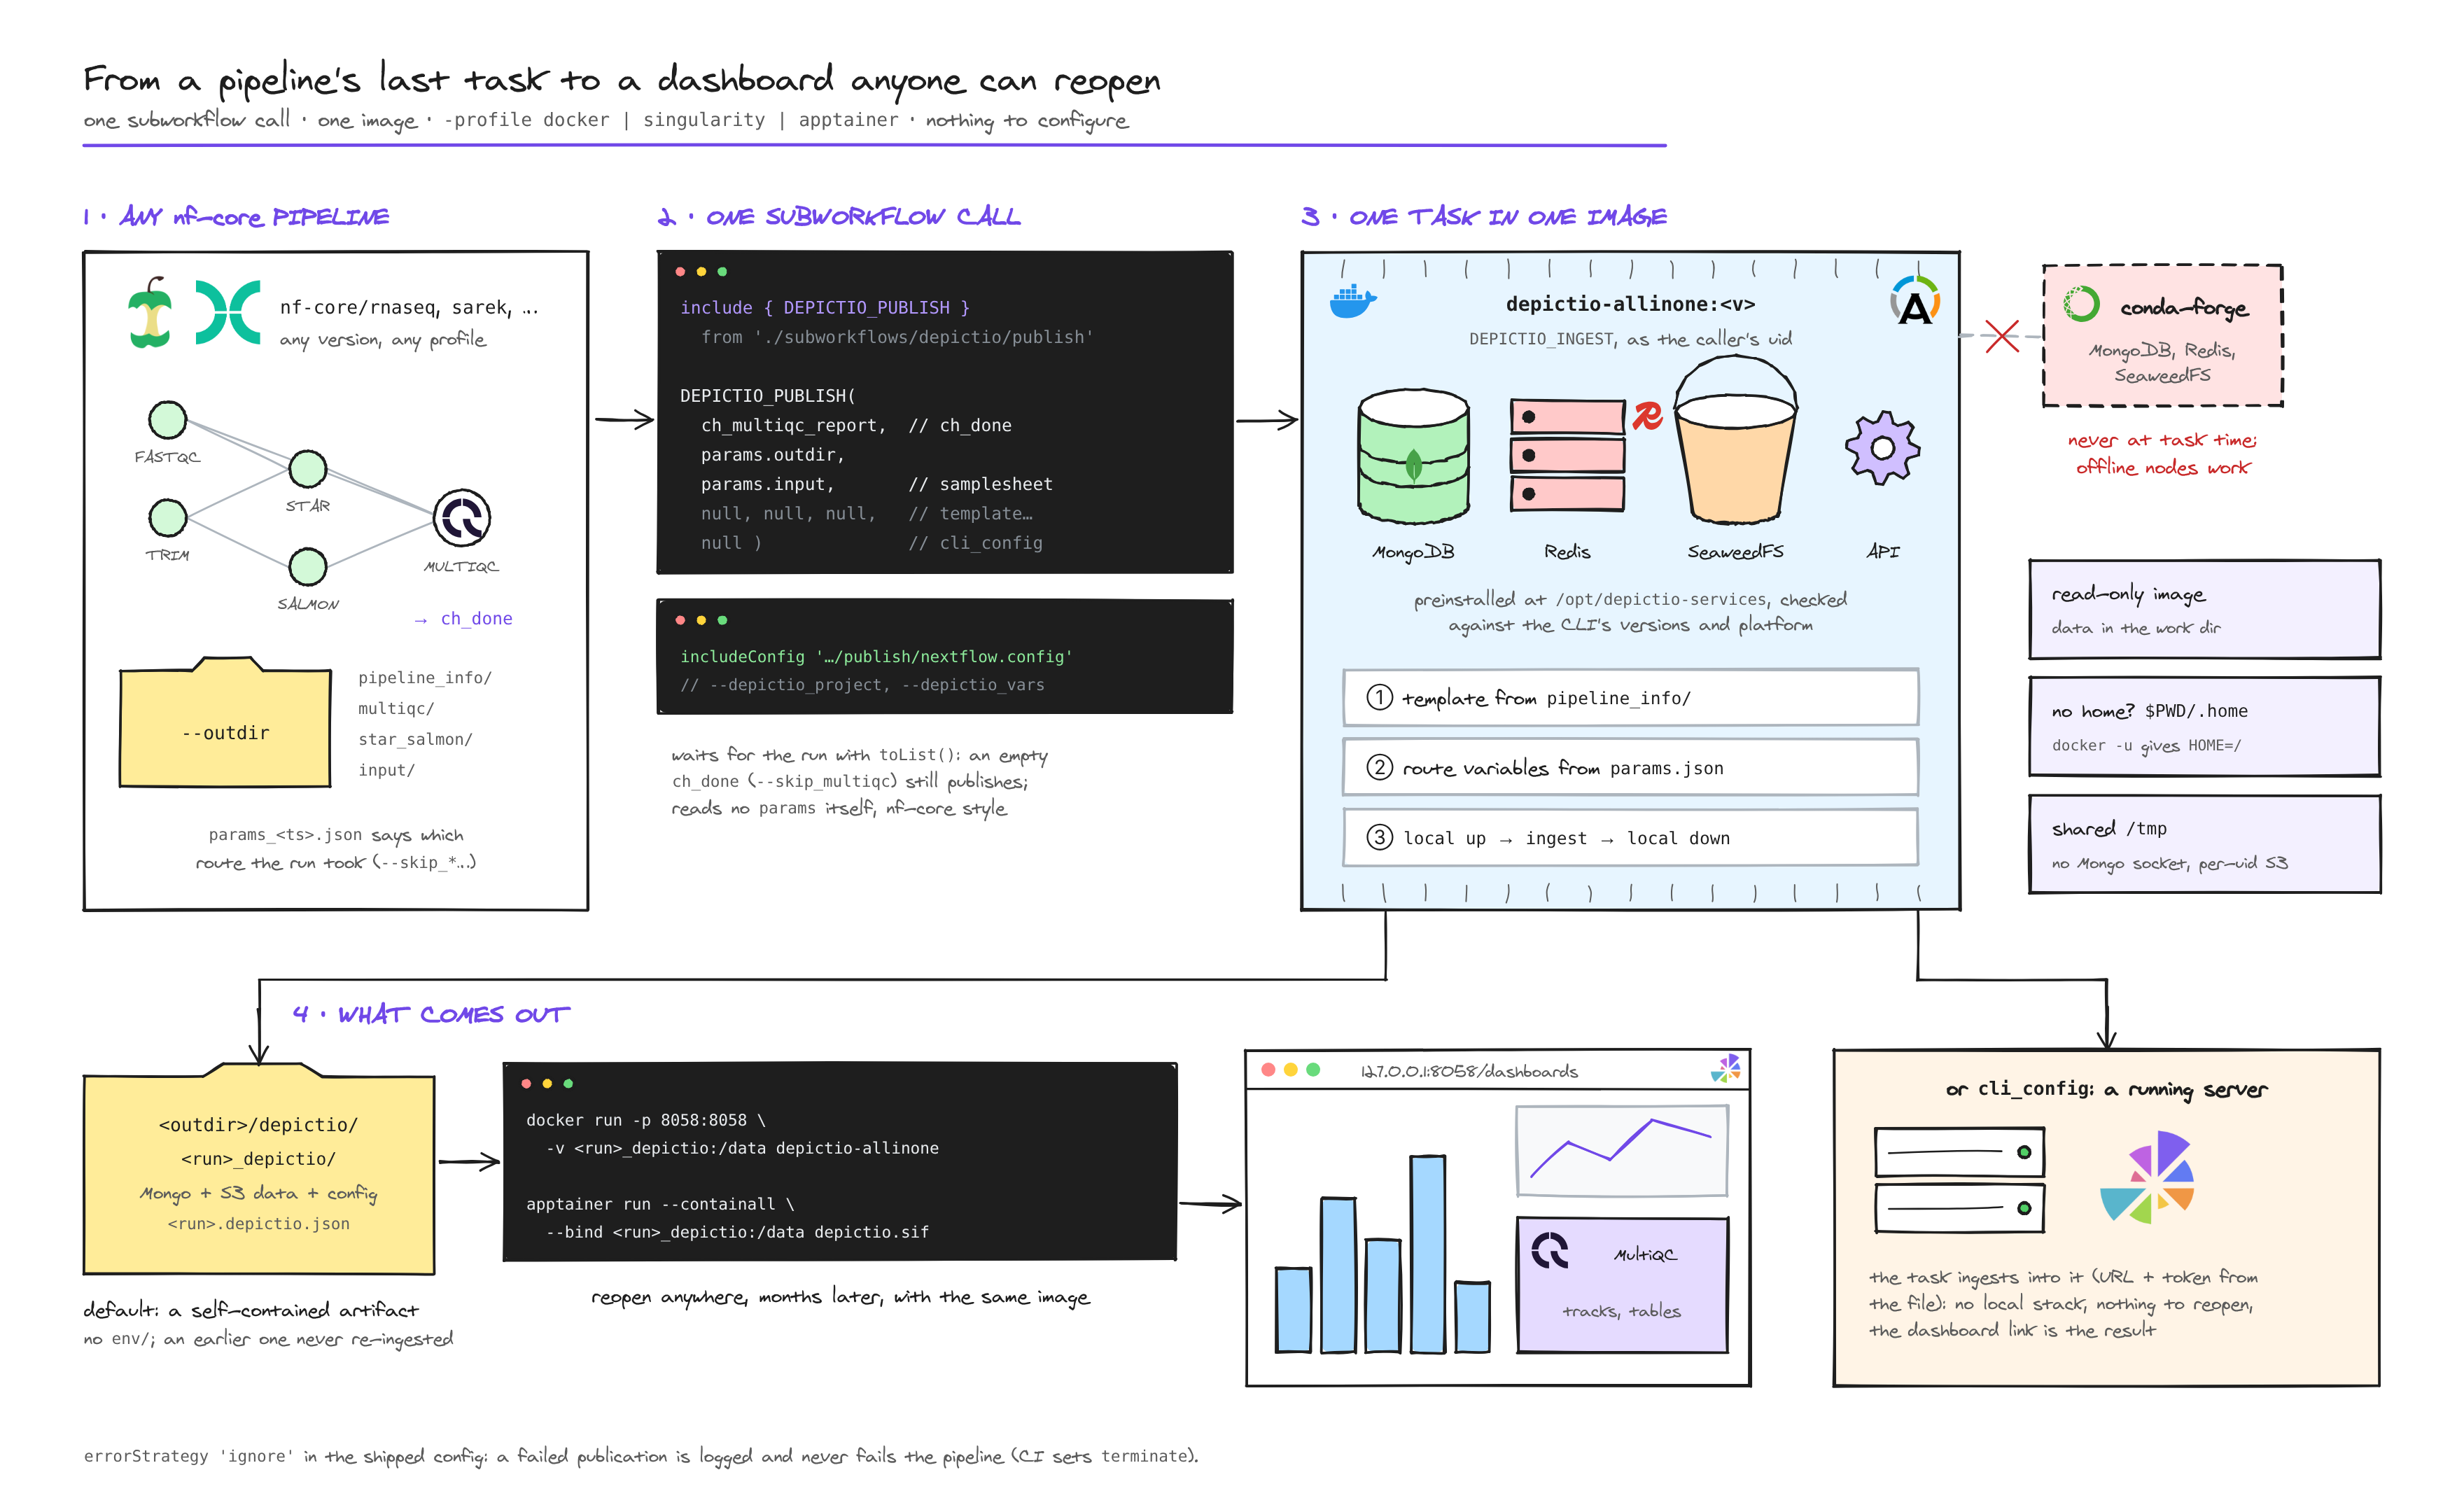 From a pipeline's last task to a dashboard anyone can reopen
one subworkflow call · one image · -profile docker | singularity | apptainer · nothing to configure
1 · ANY nf-core PIPELINE
nf-core/rnaseq, sarek, …
any version, any profile
FASTQC
STAR
TRIM
MULTIQC
SALMON
→ ch_done
--outdir
pipeline_info/
multiqc/
star_salmon/
input/
params_<ts>.json says which
route the run took (--skip_*…)
2 · ONE SUBWORKFLOW CALL
include { DEPICTIO_PUBLISH }
from './subworkflows/depictio/publish'
DEPICTIO_PUBLISH(
ch_multiqc_report, // ch_done
params.outdir,
params.input, // samplesheet
null, null, null, // template…
null ) // cli_config
includeConfig '…/publish/nextflow.config'
// --depictio_project, --depictio_vars
waits for the run with toList(): an empty
ch_done (--skip_multiqc) still publishes;
reads no params itself, nf-core style
3 · ONE TASK IN ONE IMAGE
depictio-allinone:<v>
A
DEPICTIO_INGEST, as the caller's uid
MongoDB
Redis
SeaweedFS
API
preinstalled at /opt/depictio-services, checked
against the CLI's versions and platform
1 template from pipeline_info/
2 route variables from params.json
3 local up → ingest → local down
conda-forge
MongoDB, Redis,
SeaweedFS
never at task time;
offline nodes work
read-only image
data in the work dir
no home? $PWD/.home
docker -u gives HOME=/
shared /tmp
no Mongo socket, per-uid S3
4 · WHAT COMES OUT
<outdir>/depictio/
<run>_depictio/
Mongo + S3 data + config
<run>.depictio.json
default: a self-contained artifact
no env/; an earlier one never re-ingested
docker run -p 8058:8058 \
-v <run>_depictio:/data depictio-allinone
apptainer run --containall \
--bind <run>_depictio:/data depictio.sif
reopen anywhere, months later, with the same image
127.0.0.1:8058/dashboards
MultiQC
tracks, tables
or cli_config: a running server
the task ingests into it (URL + token from
the file): no local stack, nothing to reopen,
the dashboard link is the result
errorStrategy 'ignore' in the shipped config: a failed publication is logged and never fails the pipeline (CI sets terminate).